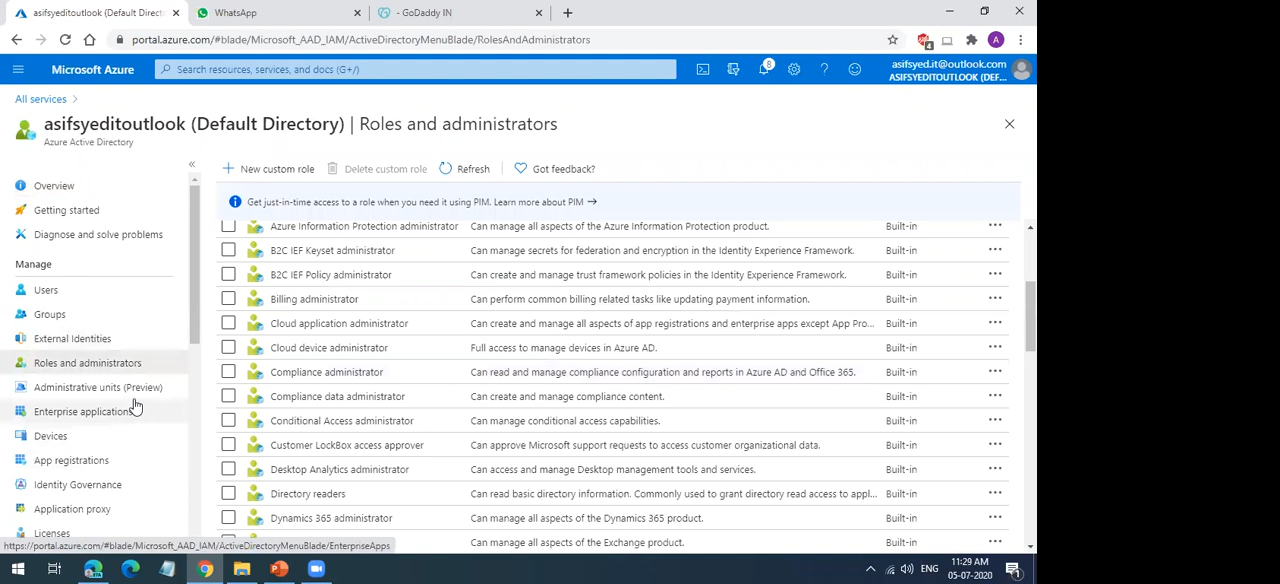 asifsyeditoutlook (Default Direct
WhatsApp
- GoDaddy IN
portal.azure.com/#blade/Microsoft_AAD_IAM/ActiveDirectoryMenuBlade/RolesAndAdministrators
4
A
Microsoft Azure
Search resources, services, and docs (G+/)
8
asifsyed.it@outlook.com
ASIFSYEDITOUTLOOK (DEF...
All services
asifsyeditoutlook (Default Directory) | Roles and administrators
Azure Active Directory
New custom role
Delete custom role
Refresh
Got feedback?
Get just-in-time access to a role when you need it using PIM. Learn more about PIM →
Overview
Getting started
Diagnose and solve problems
Manage
Users
Groups
External Identities
Roles and administrators
Administrative units (Preview)
Enterprise applications
Devices
App registrations
Identity Governance
Application proxy
Licenses
Azure Information Protection administrator Can manage all aspects of the Azure Information Protection product. Built-in ...
B2C IEF Keyset administrator Can manage secrets for federation and encryption in the Identity Experience Framework. Built-in ...
B2C IEF Policy administrator Can create and manage trust framework policies in the Identity Experience Framework. Built-in ...
Billing administrator Can perform common billing related tasks like updating payment information. Built-in ...
Cloud application administrator Can create and manage all aspects of app registrations and enterprise apps except App Pro... Built-in ...
Cloud device administrator Full access to manage devices in Azure AD. Built-in ...
Compliance administrator Can read and manage compliance configuration and reports in Azure AD and Office 365. Built-in ...
Compliance data administrator Can create and manage compliance content. Built-in ...
Conditional Access administrator Can manage conditional access capabilities. Built-in ...
Customer LockBox access approver Can approve Microsoft support requests to access customer organizational data. Built-in ...
Desktop Analytics administrator Can access and manage Desktop management tools and services. Built-in ...
Directory readers Can read basic directory information. Commonly used to grant directory read access to appl... Built-in ...
Dynamics 365 administrator Can manage all aspects of the Dynamics 365 product. Built-in ...
Can manage all aspects of the Exchange product. Built-in ...
https://portal.azure.com/#blade/Microsoft_AAD_IAM/ActiveDirectoryMenuBlade/EnterpriseApps
ENG
11:29 AM
05-07-2020
1